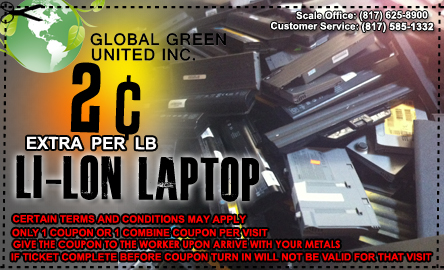 GLOBAL GREEN
UNITED INC.
Scale Office: (817) 625-8900
Customer Service: (817) 585-1332
2¢
EXTRA PER LB
LI-LON LAPTOP
CERTAIN TERMS AND CONDITIONS MAY APPLY
ONLY 1 COUPON OR 1 COMBINE COUPON PER VISIT
GIVE THE COUPON TO THE WORKER UPON ARRIVE WITH YOUR METALS
IF TICKET COMPLETE BEFORE COUPON TURN IN WILL NOT BE VALID FOR THAT VISIT